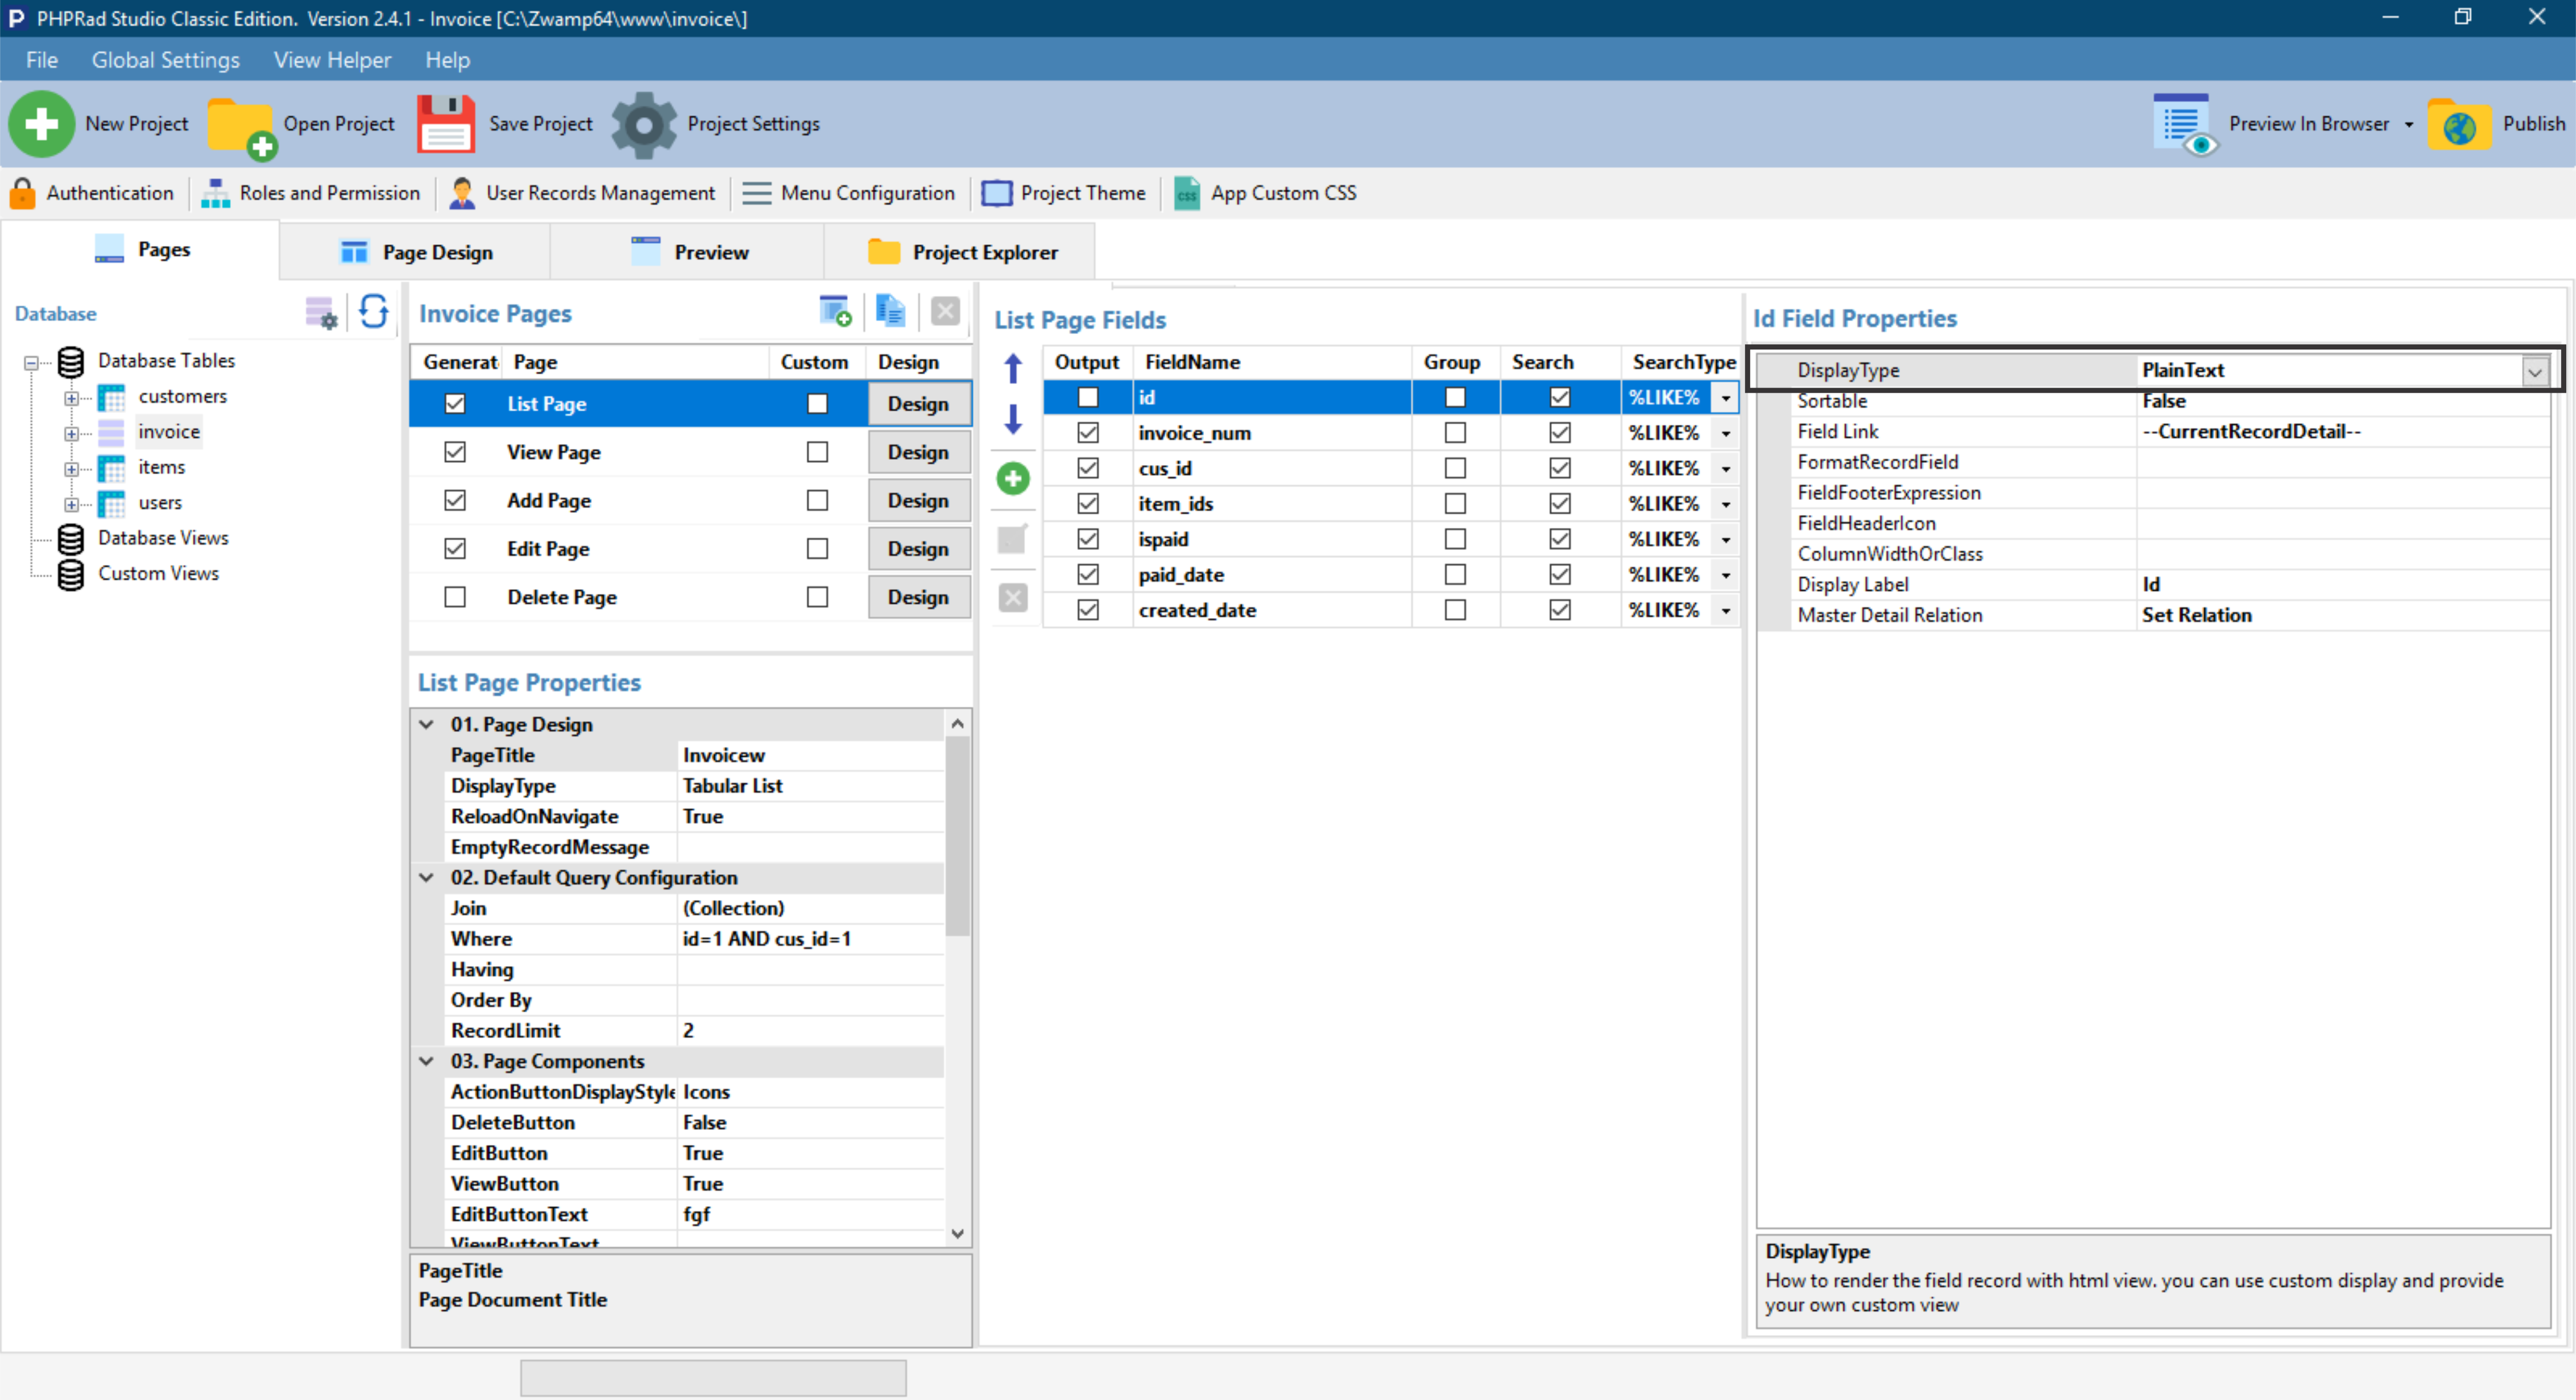 PHPRad Studio Classic Edition. Version 2.4.1 - Invoice [C:\Zwamp64\www\invoice\]
File Global Settings View Helper Help
New Project Open Project Save Project Project Settings Preview In Browser Publish
Authentication Roles and Permission User Records Management Menu Configuration Project Theme App Custom CSS
Pages Page Design Preview Project Explorer
Database
Database Tables
customers
invoice
items
users
Database Views
Custom Views
Invoice Pages
Generat Page Custom Design
List Page Design
View Page Design
Add Page Design
Edit Page Design
Delete Page Design
List Page Properties
01. Page Design
PageTitle Invoicew
DisplayType Tabular List
ReloadOnNavigate True
EmptyRecordMessage
02. Default Query Configuration
Join (Collection)
Where id=1 AND cus_id=1
Having
Order By
RecordLimit 2
03. Page Components
ActionButtonDisplayStyle Icons
DeleteButton False
EditButton True
ViewButton True
EditButtonText fgf
ViewButtonText
PageTitle
Page Document Title
List Page Fields
Output FieldName Group Search SearchType
id %LIKE%
invoice_num %LIKE%
cus_id %LIKE%
item_ids %LIKE%
ispaid %LIKE%
paid_date %LIKE%
created_date %LIKE%
Id Field Properties
DisplayType PlainText
Sortable False
Field Link --CurrentRecordDetail--
FormatRecordField
FieldFooterExpression
FieldHeaderIcon
ColumnWidthOrClass
Display Label Id
Master Detail Relation Set Relation
DisplayType
How to render the field record with html view. you can use custom display and provide
your own custom view